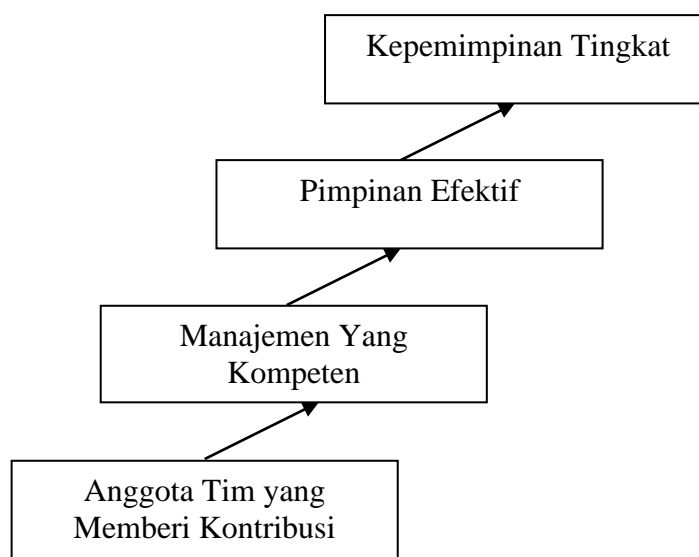 Kepemimpinan Tingkat
Pimpinan Efektif
Manajemen Yang
Kompeten
Anggota Tim yang
Memberi Kontribusi